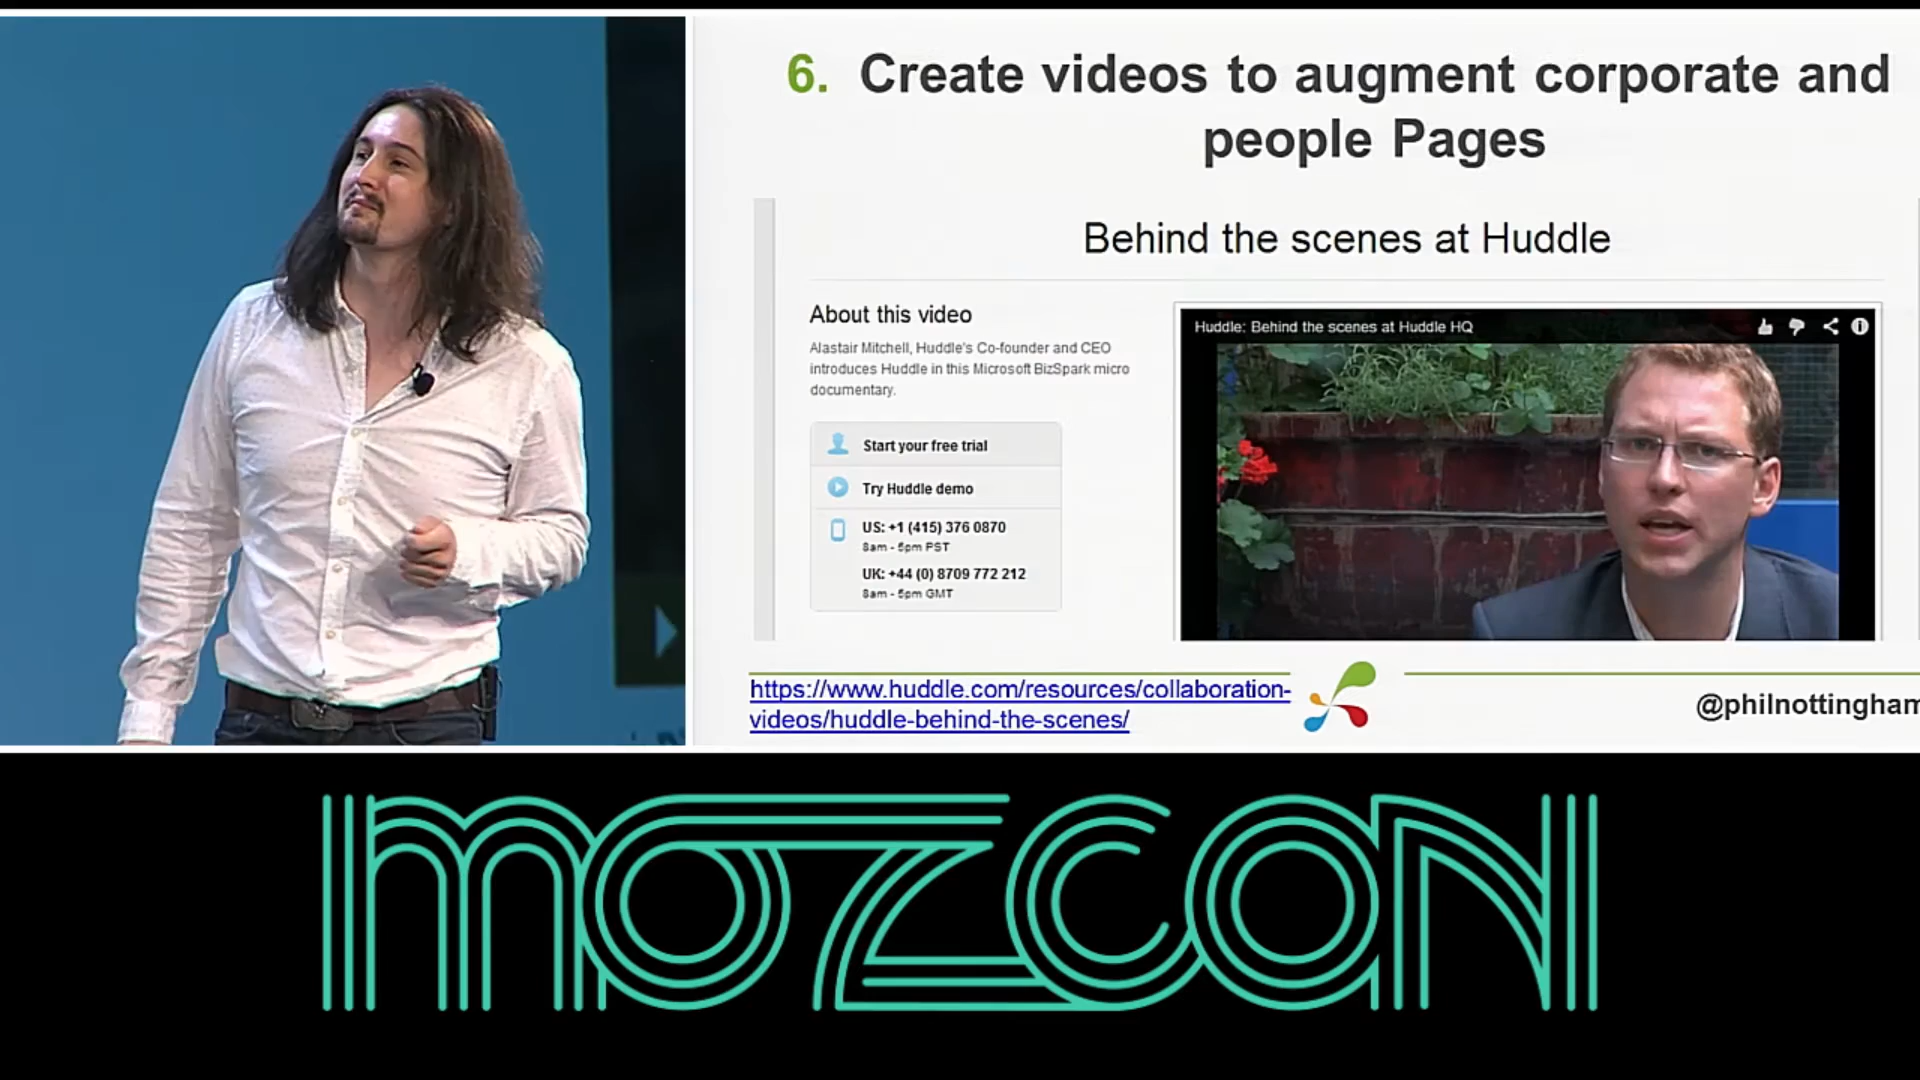 6. Create videos to augment corporate and
people Pages
Behind the scenes at Huddle
About this video
Alastair Mitchell, Huddle's Co-founder and CEO
introduces Huddle in this Microsoft BizSpark micro
documentary.
Start your free trial
Try Huddle demo
US: +1 (415) 376 0870
8am - 5pm PST
UK: +44 (0) 8709 772 212
8am - 5pm GMT
Huddle: Behind the scenes at Huddle HQ
https://www.huddle.com/resources/collaboration-
videos/huddle-behind-the-scenes/
@philnottingham
mozcon